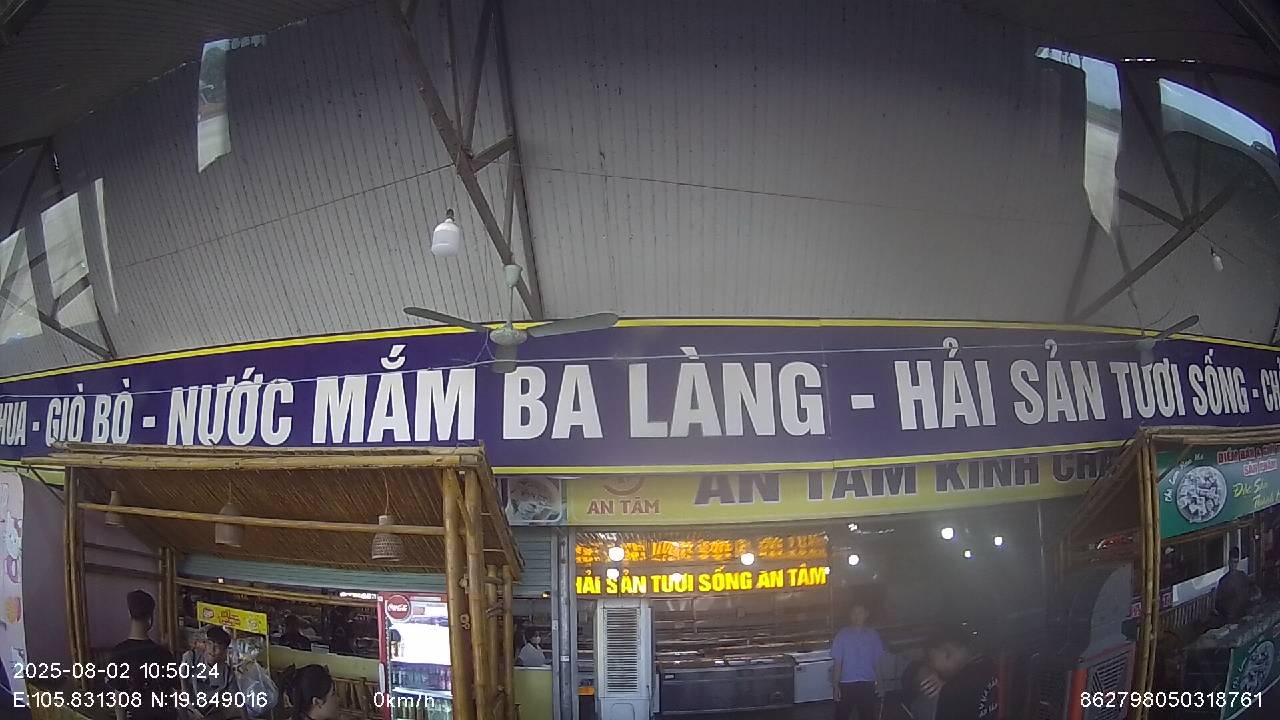 HUA - GIÒ BÒ - NƯỚC MẮM BA LÀNG - HẢI SẢN TƯƠI SỐNG - CH
AN TÂM
AN TÂM KÍNH CH
HẢI SẢN TƯƠI SỐNG AN TÂM
Coca-Cola
2025-08-02 10:50:24
E:105.831308 N:19.849016
0km/h
862798050318761